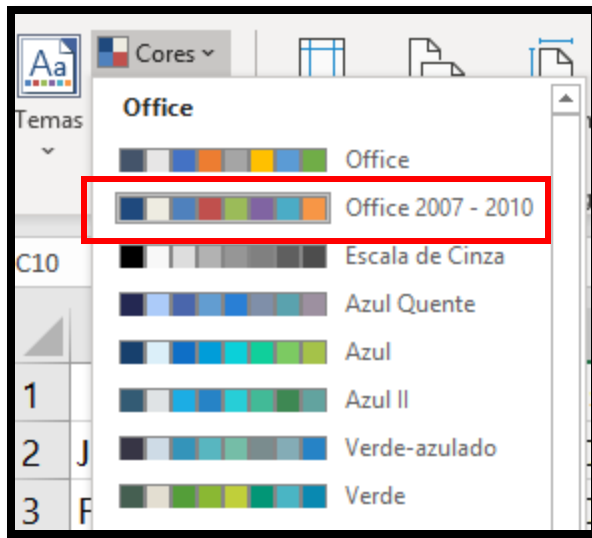 Cores
Aa
Temas
Office
Office
Office 2007 - 2010
C10
Escala de Cinza
Azul Quente
Azul
1
Azul II
2 J
Verde-azulado
3 F
Verde